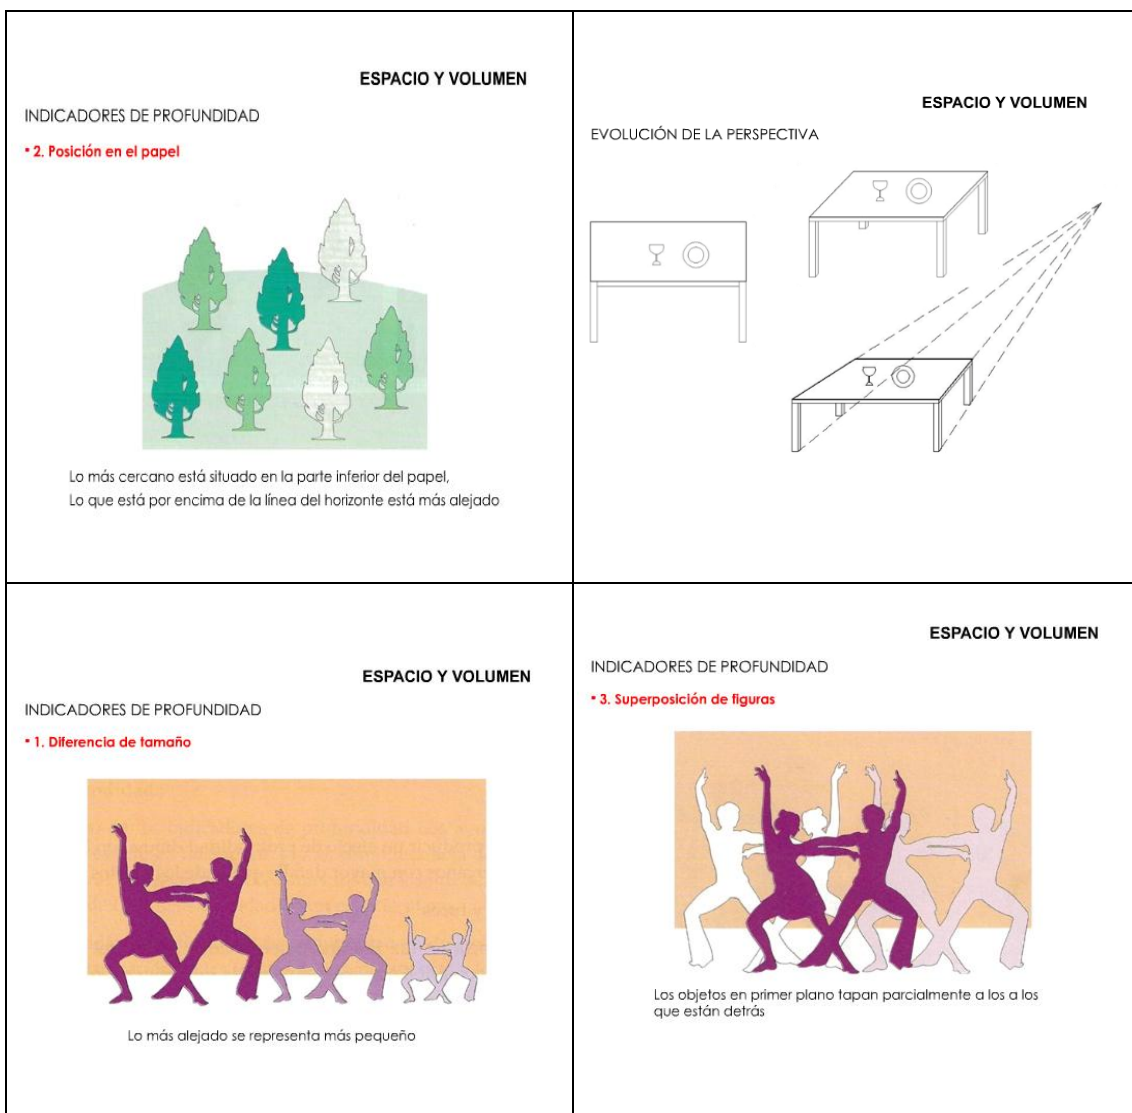 ESPACIO Y VOLUMEN
INDICADORES DE PROFUNDIDAD
▪ 2. Posición en el papel
Lo más cercano está situado en la parte inferior del papel,
Lo que está por encima de la línea del horizonte está más alejado
ESPACIO Y VOLUMEN
EVOLUCIÓN DE LA PERSPECTIVA
ESPACIO Y VOLUMEN
INDICADORES DE PROFUNDIDAD
▪ 1. Diferencia de tamaño
Lo más alejado se representa más pequeño
ESPACIO Y VOLUMEN
INDICADORES DE PROFUNDIDAD
▪ 3. Superposición de figuras
Los objetos en primer plano tapan parcialmente a los a los
que están detrás